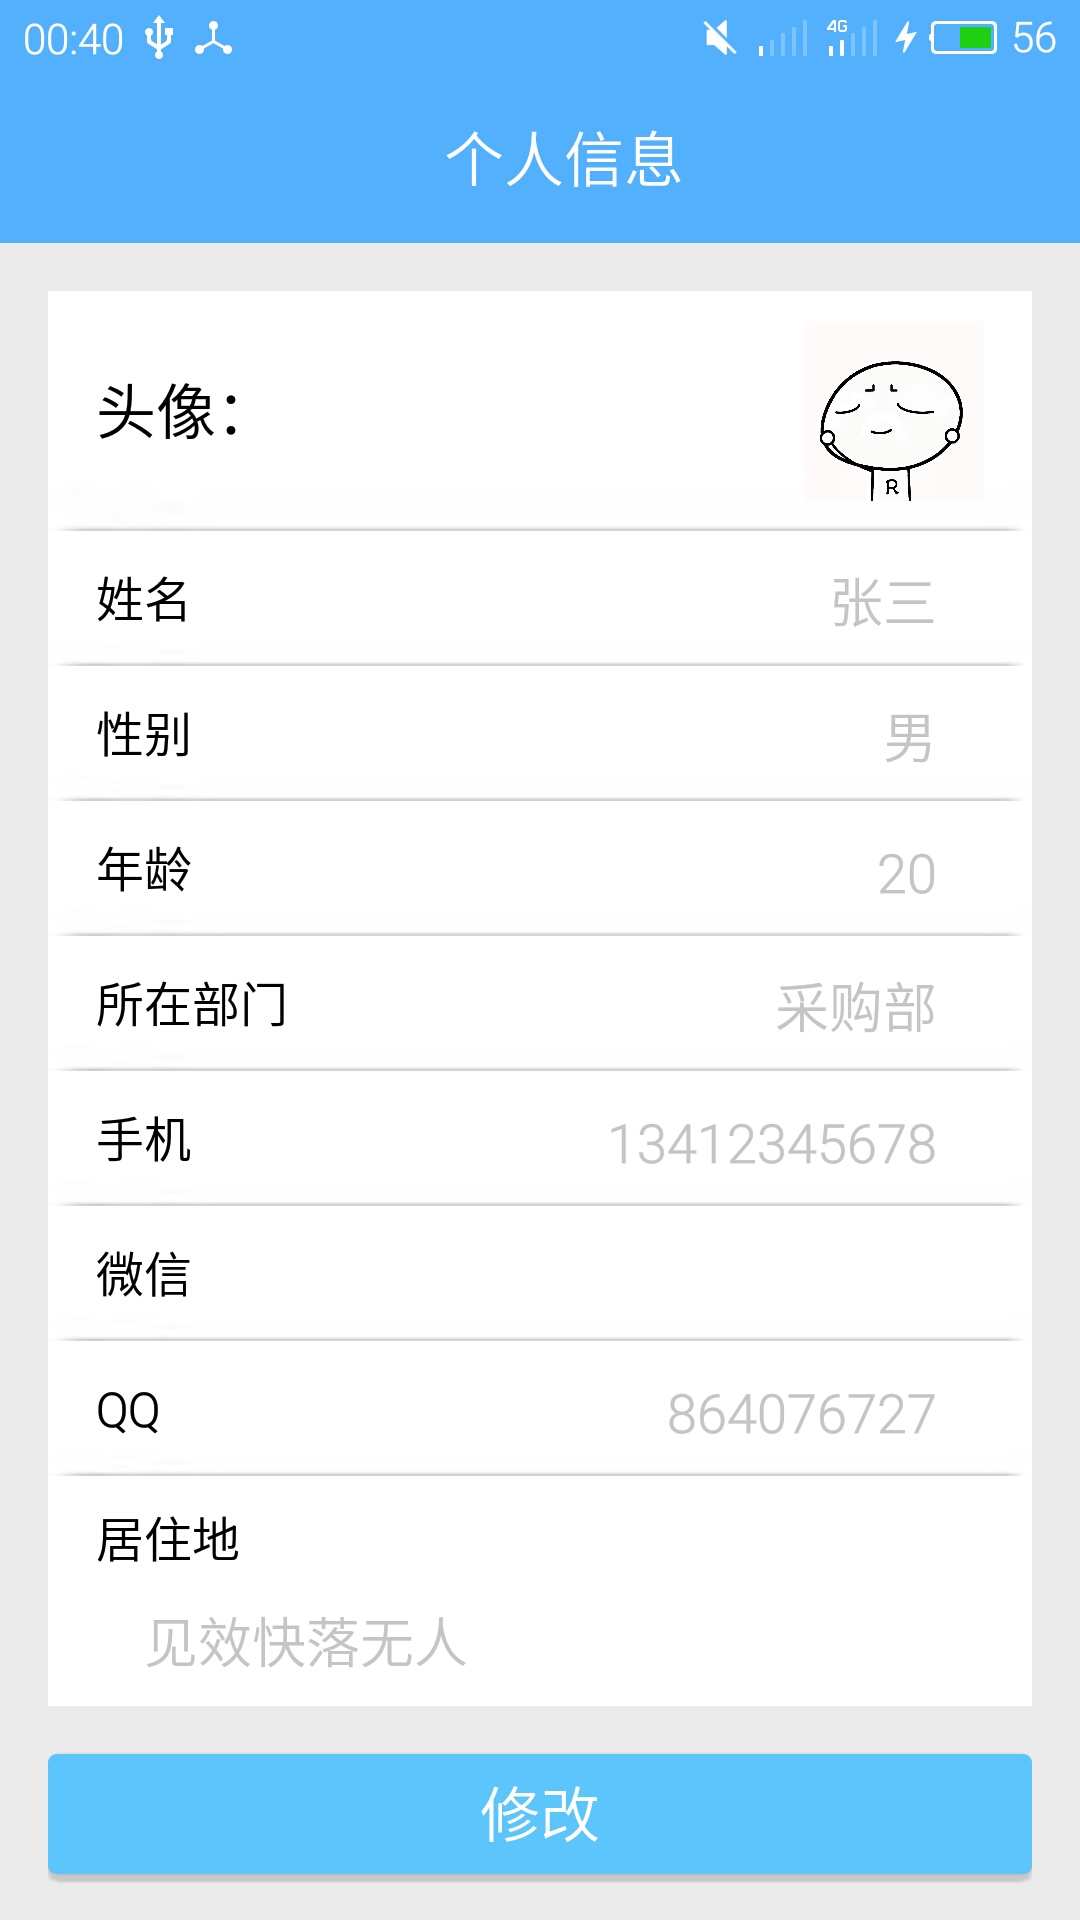 00:40 4G 56
个人信息
头像：
R
姓名 张三
性别 男
年龄 20
所在部门 采购部
手机 13412345678
微信
QQ 864076727
居住地
见效快落无人
修改